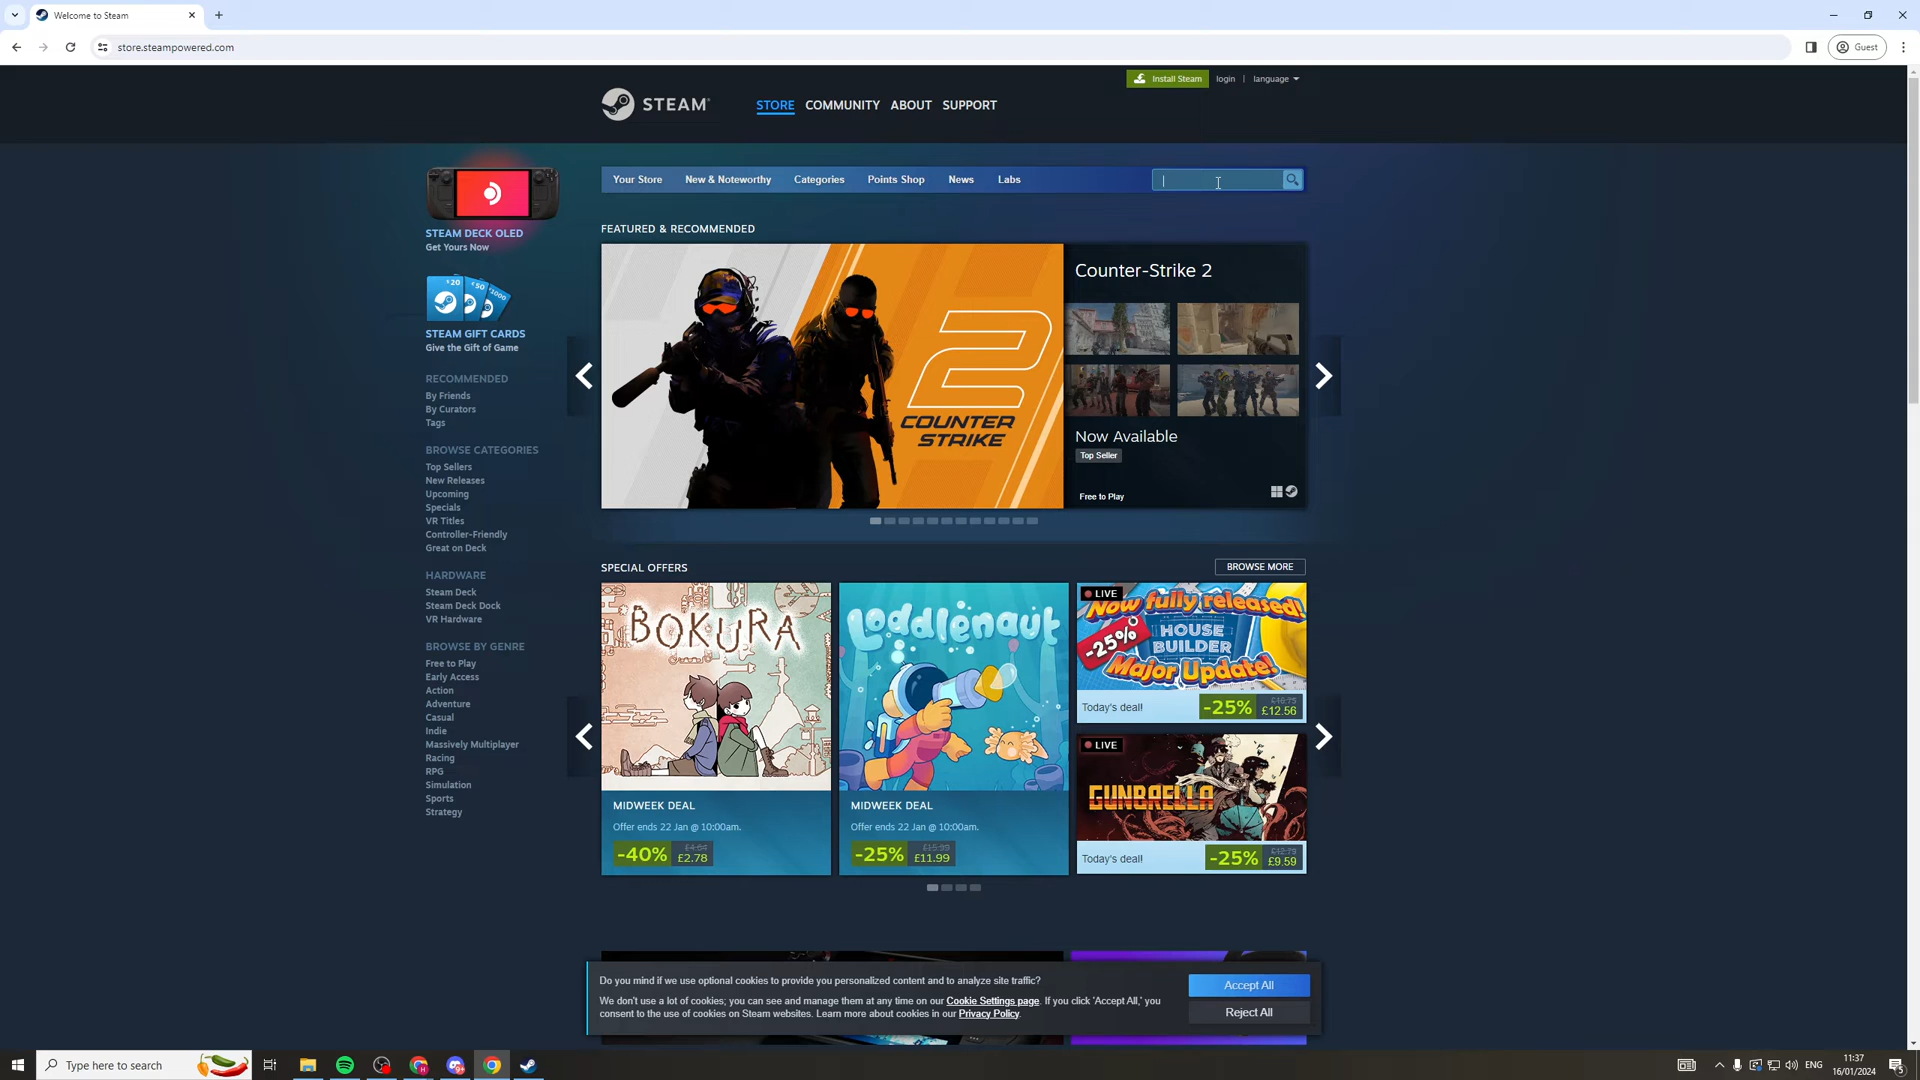 Welcome to Steam
store.steampowered.com
Guest
Install Steam
login | language
STEAM®
STORE COMMUNITY ABOUT SUPPORT
Your Store New & Noteworthy Categories Points Shop News Labs
STEAM DECK OLED
Get Yours Now
STEAM GIFT CARDS
Give the Gift of Game
RECOMMENDED
By Friends
By Curators
Tags
BROWSE CATEGORIES
Top Sellers
New Releases
Upcoming
Specials
VR Titles
Controller-Friendly
Great on Deck
HARDWARE
Steam Deck
Steam Deck Dock
VR Hardware
BROWSE BY GENRE
Free to Play
Early Access
Action
Adventure
Casual
Indie
Massively Multiplayer
Racing
RPG
Simulation
Sports
Strategy
FEATURED & RECOMMENDED
2
COUNTER
STRIKE
Counter-Strike 2
Now Available
Top Seller
Free to Play
SPECIAL OFFERS
BROWSE MORE
BOKURA
MIDWEEK DEAL
Offer ends 22 Jan @ 10:00am.
-40%
£2.78
Loddlenaut
MIDWEEK DEAL
Offer ends 22 Jan @ 10:00am.
-25%
£15.99
£11.99
LIVE
Now fully released!
-25%
HOUSE
BUILDER
Major Update!
Today's deal!
-25%
£16.75
£12.56
LIVE
GUNBRELLA
Today's deal!
-25%
£12.79
£9.59
Do you mind if we use optional cookies to provide you personalized content and to analyze site traffic?
We don't use a lot of cookies; you can see and manage them at any time on our Cookie Settings page. If you click 'Accept All,' you
consent to the use of cookies on Steam websites. Learn more about cookies in our Privacy Policy.
Accept All
Reject All
Type here to search
ENG
11:37
16/01/2024